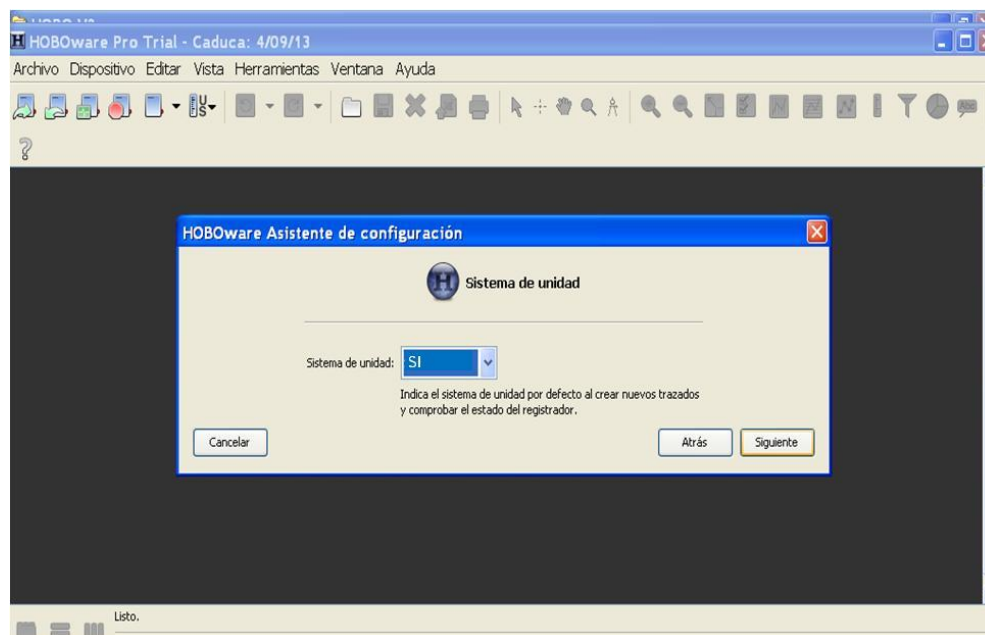 HOBOware Pro Trial - Caduca: 4/09/13
Archivo Dispositivo Editar Vista Herramientas Ventana Ayuda
HOBOware Asistente de configuración
Sistema de unidad
Sistema de unidad: SI
Indica el sistema de unidad por defecto al crear nuevos trazados
y comprobar el estado del registrador.
Cancelar Atrás Siguiente
Listo.